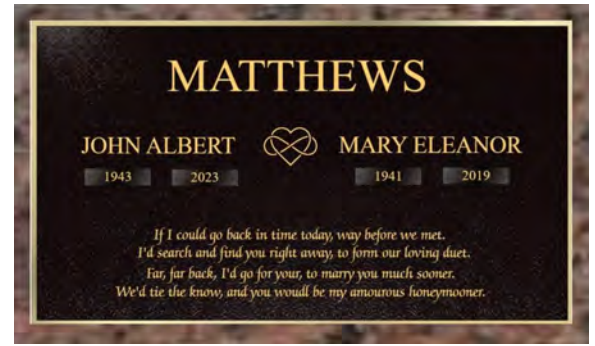 MATTHEWS
JOHN ALBERT MARY ELEANOR
1943 2023 1941 2019
If I could go back in time today, way before we met.
I'd search and find you right away, to form our loving duet.
Far, far back, I'd go for your, to marry you much sooner.
We'd tie the know, and you woudl be my amourous honeymooner.